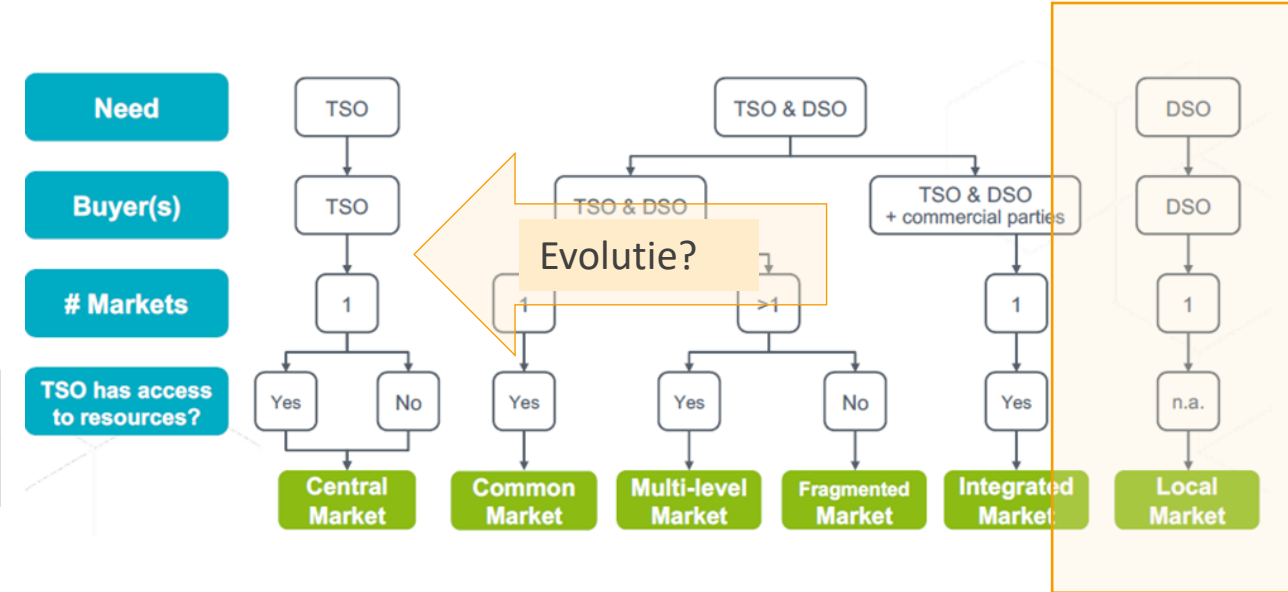 Need
TSO
TSO & DSO
DSO
Buyer(s)
TSO
TSO & DSO
TSO & DSO
+ commercial parties
DSO
Evolutie?
# Markets
1
1
>1
1
1
TSO has access
to resources?
Yes
No
Yes
Yes
No
Yes
n.a.
Central
Market
Common
Market
Multi-level
Market
Fragmented
Market
Integrated
Market
Local
Market